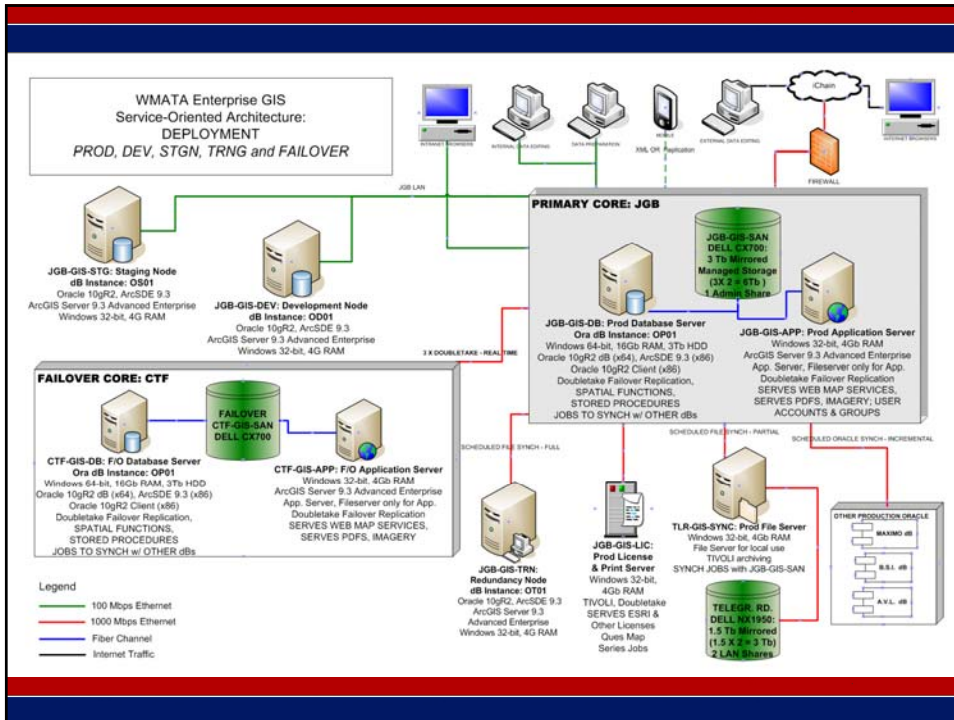 WMATA Enterprise GIS
Service-Oriented Architecture:
DEPLOYMENT
PROD, DEV, STGN, TRNG and FAILOVER
INTRANET BROWSERS
INTERNAL DATA EDITING
DATA PREPARATION
MOBILE
XML OR
plication
EXTERNAL DATA EDITING
iChain
INTERNET BROWSERS
FIREWALL
JGB LAN
JGB-GIS-STG: Staging Node
dB Instance: OS01
Oracle 10gR2, ArcSDE 9.3
ArcGIS Server 9.3 Advanced Enterprise
Windows 32-bit, 4G RAM
JGB-GIS-DEV: Development Node
dB Instance: OD01
Oracle 10gR2, ArcSDE 9.3
ArcGIS Server 9.3 Advanced Enterprise
Windows 32-bit, 4G RAM
PRIMARY CORE: JGB
JGB-GIS-SAN
DELL CX700:
3 Tb Mirrored
Managed Storage
(3X 2 = 6Tb )
1 Admin Share
JGB-GIS-DB: Prod Database Server
Ora dB Instance: OP01
Windows 64-bit, 16Gb RAM, 3Tb HDD
Oracle 10gR2 dB (x64), ArcSDE 9.3 (x86)
Oracle 10gR2 Client (x86)
Doubletake Failover Replication,
SPATIAL FUNCTIONS,
STORED PROCEDURES
JOBS TO SYNCH w/ OTHER dBs
JGB-GIS-APP: Prod Application Server
Windows 32-bit, 4Gb RAM
ArcGIS Server 9.3 Advanced Enterprise
App. Server, Fileserver only for App.
Doubletake Failover Replication
SERVES WEB MAP SERVICES,
SERVES PDFS, IMAGERY; USER
ACCOUNTS & GROUPS
3 X DOUBLETAKE - REAL TIME
FAILOVER CORE: CTF
FAILOVER
CTF-GIS-SAN
DELL CX700
CTF-GIS-DB: F/O Database Server
Ora dB Instance: OP01
Windows 64-bit, 16Gb RAM, 3Tb HDD
Oracle 10gR2 dB (x64), ArcSDE 9.3 (x86)
Oracle 10gR2 Client (x86)
Doubletake Failover Replication,
SPATIAL FUNCTIONS,
STORED PROCEDURES
JOBS TO SYNCH w/ OTHER dBs
CTF-GIS-APP: F/O Application Server
Windows 32-bit, 4Gb RAM
ArcGIS Server 9.3 Advanced Enterprise
App. Server, Fileserver only for App.
Doubletake Failover Replication
SERVES WEB MAP SERVICES,
SERVES PDFS, IMAGERY
SCHEDULED FILE SYNCH - FULL
SCHEDULED FILE SYNCH - PARTIAL
SCHEDULED ORACLE SYNCH - INCREMENTAL
JGB-GIS-TRN: Redundancy Node
dB Instance: OT01
Oracle 10gR2, ArcSDE 9.3
ArcGIS Server 9.3
Advanced Enterprise
Windows 32-bit, 4G RAM
JGB-GIS-LIC:
Prod License
& Print Server
Windows 32-bit,
4Gb RAM
TIVOLI, Doubletake
SERVES ESRI &
Other Licenses
Ques Map
Series Jobs
TLR-GIS-SYNC: Prod File Server
Windows 32-bit, 4Gb RAM
File Server for local use
TIVOLI archiving
SYNCH JOBS with JGB-GIS-SAN
TELEGR. RD.
DELL NX1950:
1.5 Tb Mirrored
(1.5 X 2 = 3 Tb)
2 LAN Shares
OTHER PRODUCTION ORACLE
MAXIMO dB
B.S.I. dB
A.V.L. dB
Legend
100 Mbps Ethernet
1000 Mbps Ethernet
Fiber Channel
Internet Traffic